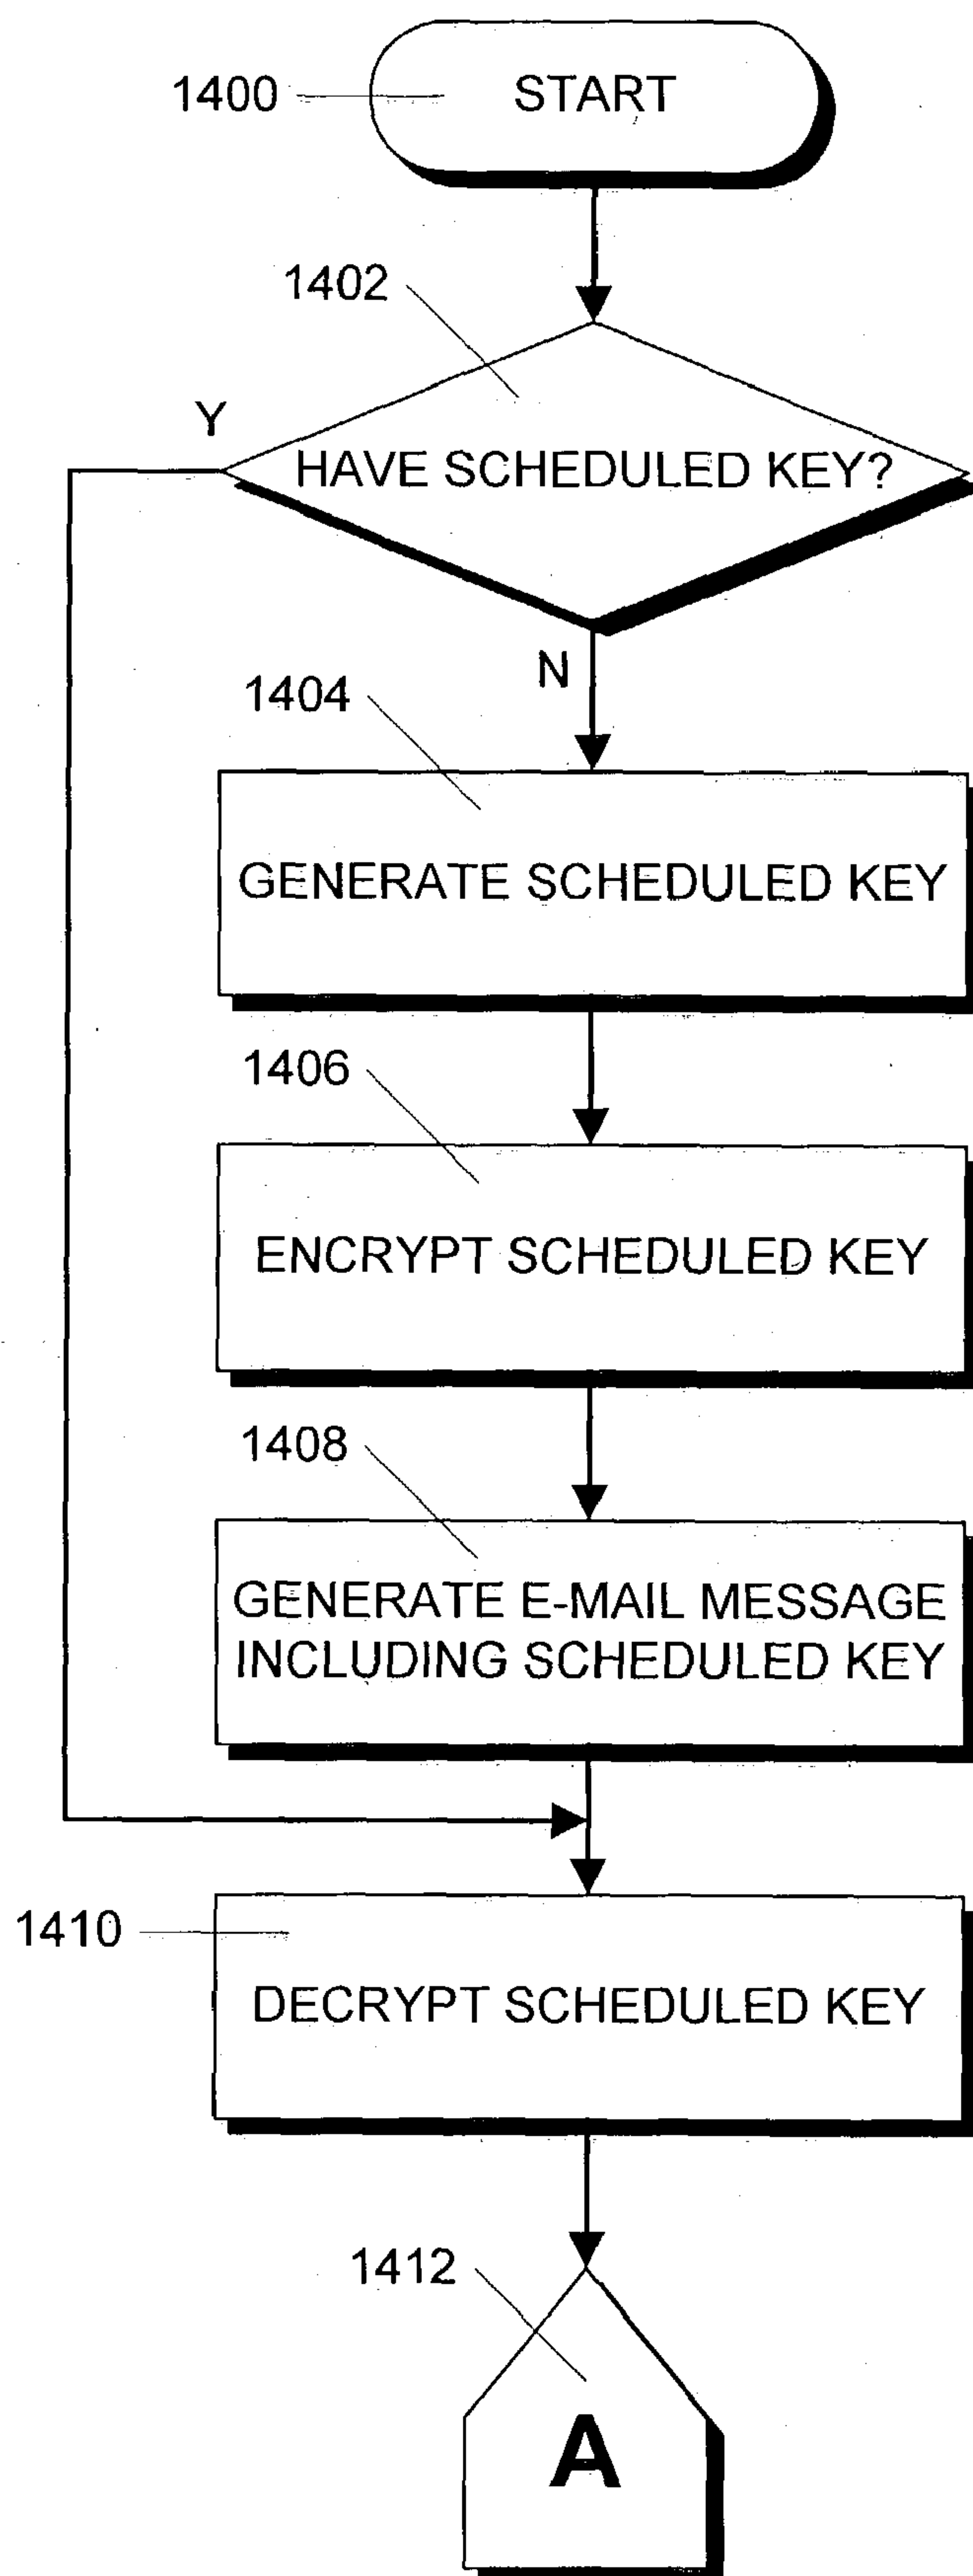 1400
START
1402
Y
HAVE SCHEDULED KEY?
N
1404
GENERATE SCHEDULED KEY
1406
ENCRYPT SCHEDULED KEY
1408
GENERATE E-MAIL MESSAGE
INCLUDING SCHEDULED KEY
1410
DECRYPT SCHEDULED KEY
1412
A